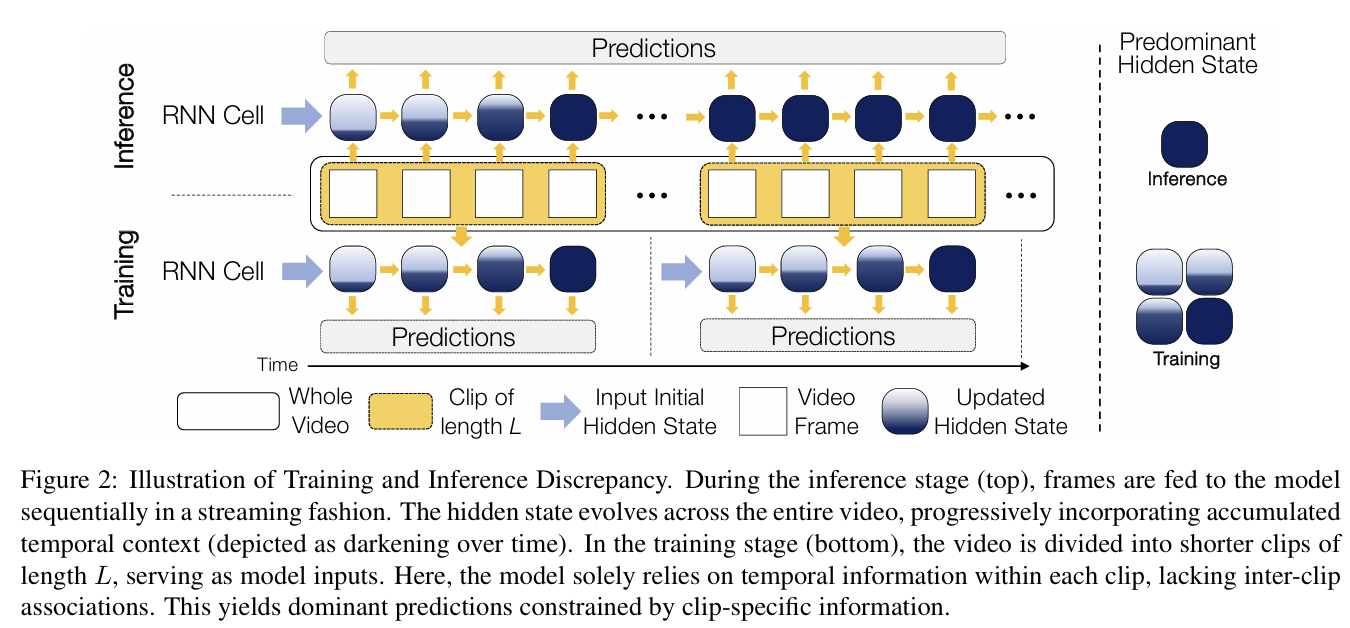 Predictions
Predominant
Hidden State
Inference
RNN Cell
...
...
Inference
...
...
Training
RNN Cell
Training
Predictions
Predictions
Time
Whole
Video
Clip of
length L
Input Initial
Hidden State
Video
Frame
Updated
Hidden State
Figure 2: Illustration of Training and Inference Discrepancy. During the inference stage (top), frames are fed to the model
sequentially in a streaming fashion. The hidden state evolves across the entire video, progressively incorporating accumulated
temporal context (depicted as darkening over time). In the training stage (bottom), the video is divided into shorter clips of
length L, serving as model inputs. Here, the model solely relies on temporal information within each clip, lacking inter-clip
associations. This yields dominant predictions constrained by clip-specific information.